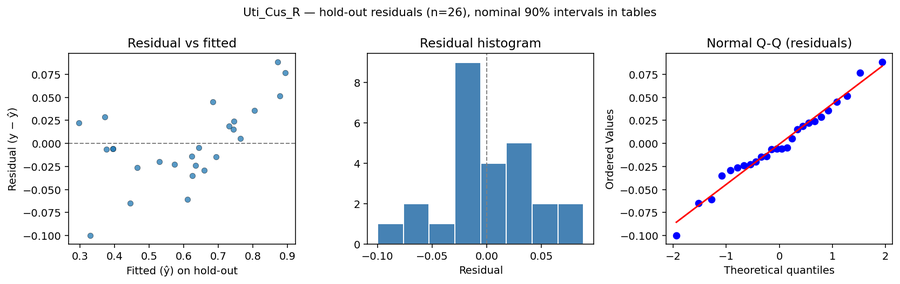 Uti_Cus_R — hold-out residuals (n=26), nominal 90% intervals in tables
Residual vs fitted
Residual (y − ŷ)
0.075
0.050
0.025
0.000
−0.025
−0.050
−0.075
−0.100
0.3 0.4 0.5 0.6 0.7 0.8 0.9
Fitted (ŷ) on hold-out
Residual histogram
8
6
4
2
0
−0.10 −0.05 0.00 0.05
Residual
Normal Q-Q (residuals)
Ordered Values
0.075
0.050
0.025
0.000
−0.025
−0.050
−0.075
−0.100
−2 −1 0 1 2
Theoretical quantiles